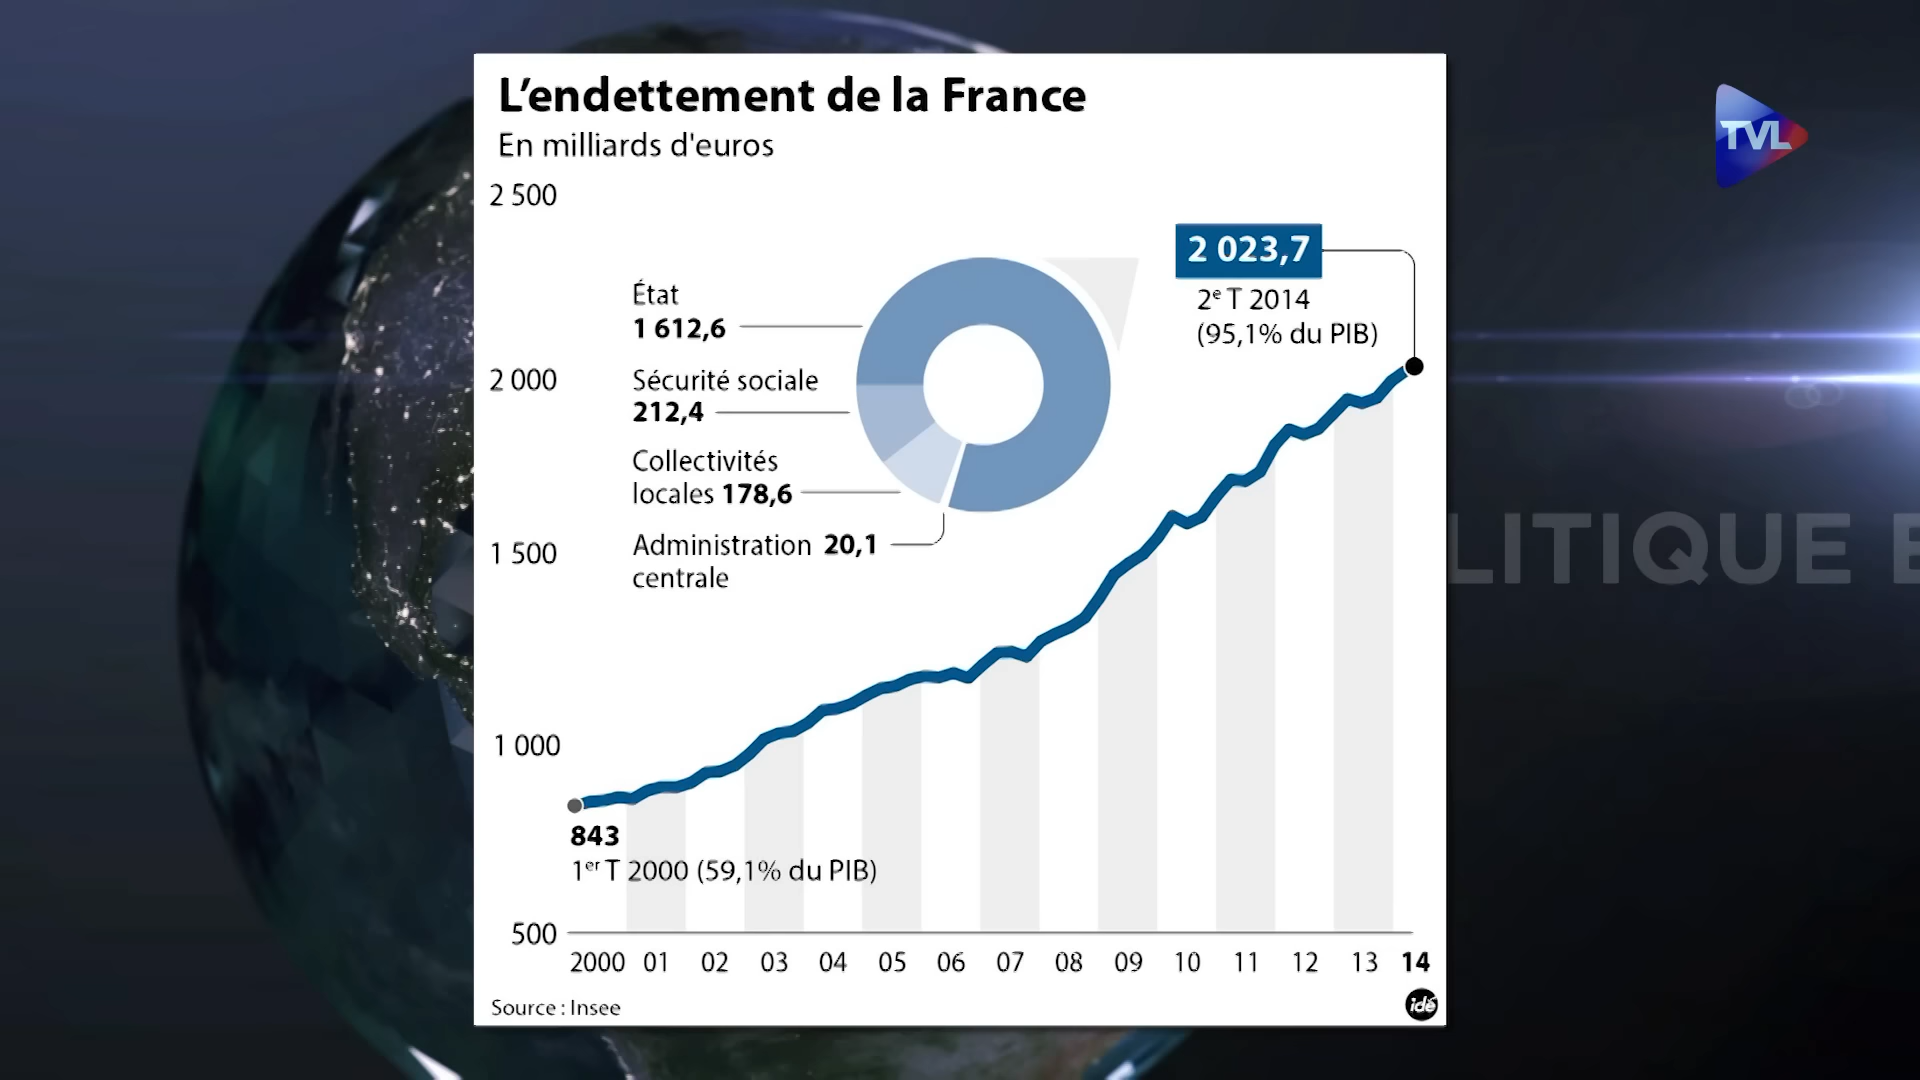 L'endettement de la France
En milliards d'euros
TVL
2 500
2 023,7
2e T 2014
(95,1% du PIB)
État
1 612,6
Sécurité sociale
212,4
Collectivités
locales 178,6
Administration 20,1
centrale
2 000
1 500
1 000
500
LITIQUE E
843
1er T 2000 (59,1% du PIB)
2000 01 02 03 04 05 06 07 08 09 10 11 12 13 14
Source : Insee
idé